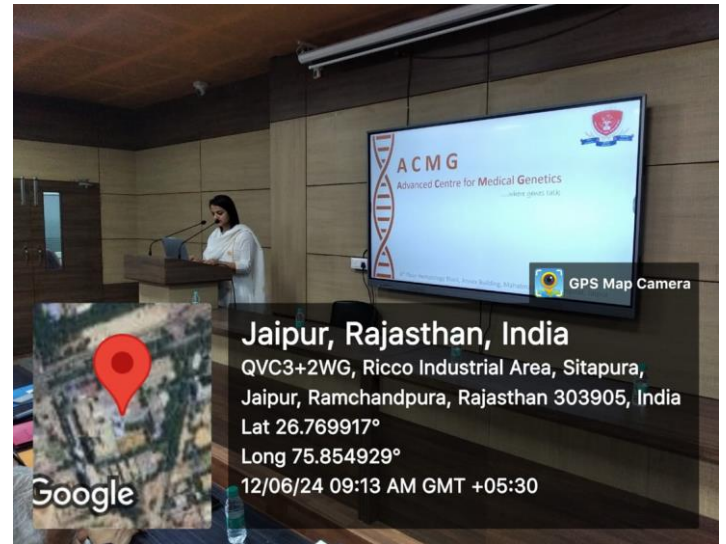 ACMG
Advanced Centre for Medical Genetics
....where genes talk!
GPS Map Camera
Jaipur, Rajasthan, India
QVC3+2WG, Ricco Industrial Area, Sitapura,
Jaipur, Ramchandpura, Rajasthan 303905, India
Lat 26.769917°
Long 75.854929°
12/06/24 09:13 AM GMT +05:30
Google